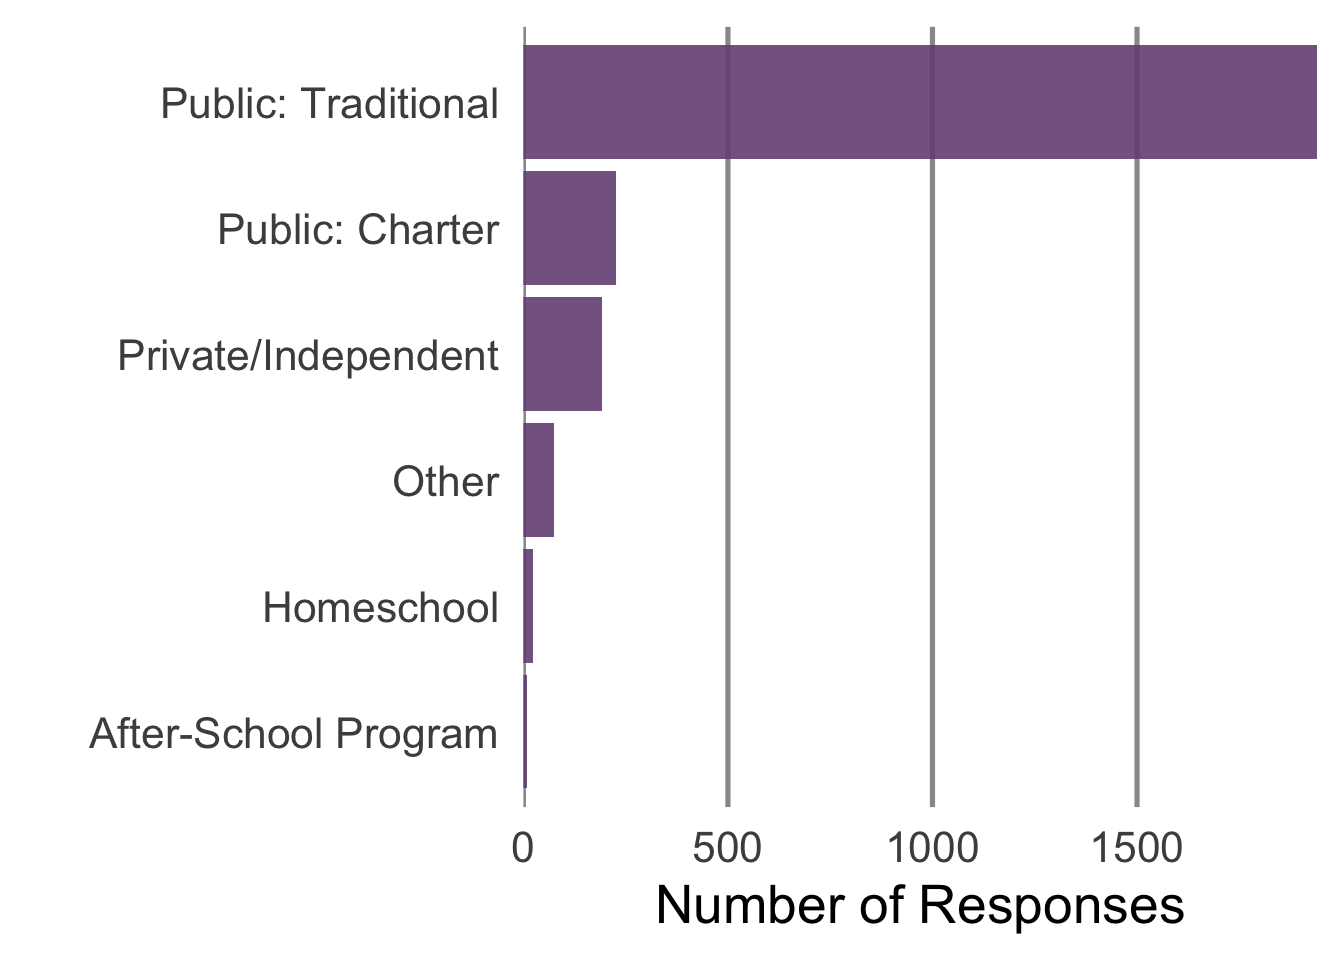 Public: Traditional
Public: Charter
Private/Independent
Other
Homeschool
After-School Program
0 500 1000 1500
Number of Responses